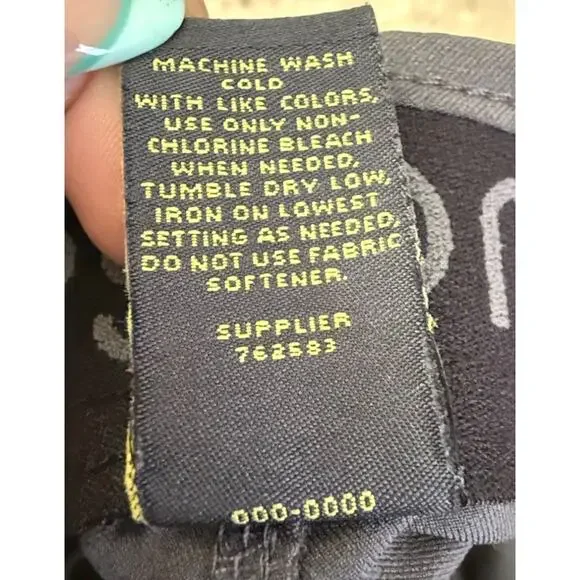 MACHINE WASH
COLD
WITH LIKE COLORS,
USE ONLY NON-
CHLORINE BLEACH
WHEN NEEDED,
TUMBLE DRY LOW,
IRON ON LOWEST
SETTING AS NEEDED,
DO NOT USE FABRIC
SOFTENER.
SUPPLIER
762583
000-0000